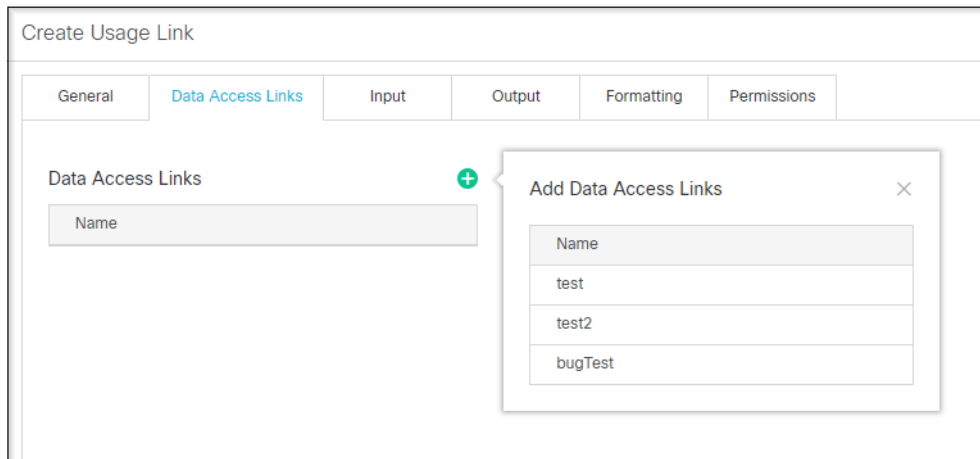 Create Usage Link
General Data Access Links Input Output Formatting Permissions
Data Access Links
Name
Add Data Access Links
Name
test
test2
bugTest